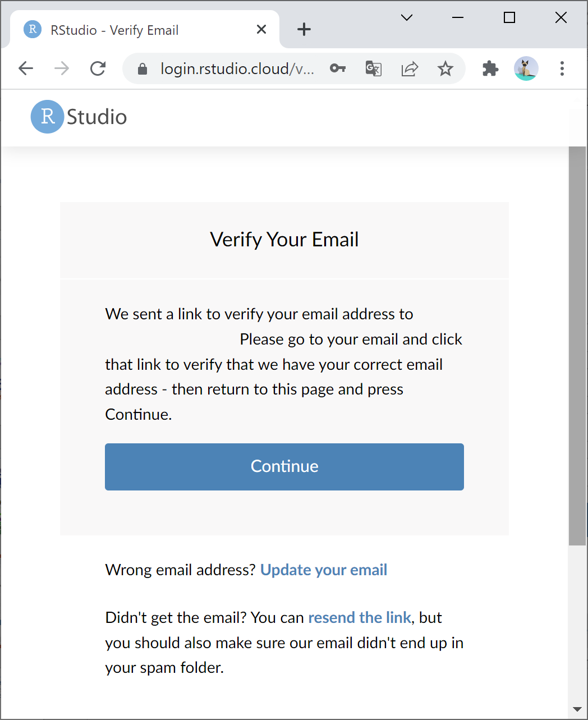 RStudio - Verify Email
login.rstudio.cloud/v...
R Studio
Verify Your Email
We sent a link to verify your email address to
Please go to your email and click
that link to verify that we have your correct email
address - then return to this page and press
Continue.
Continue
Wrong email address? Update your email
Didn't get the email? You can resend the link, but
you should also make sure our email didn't end up in
your spam folder.